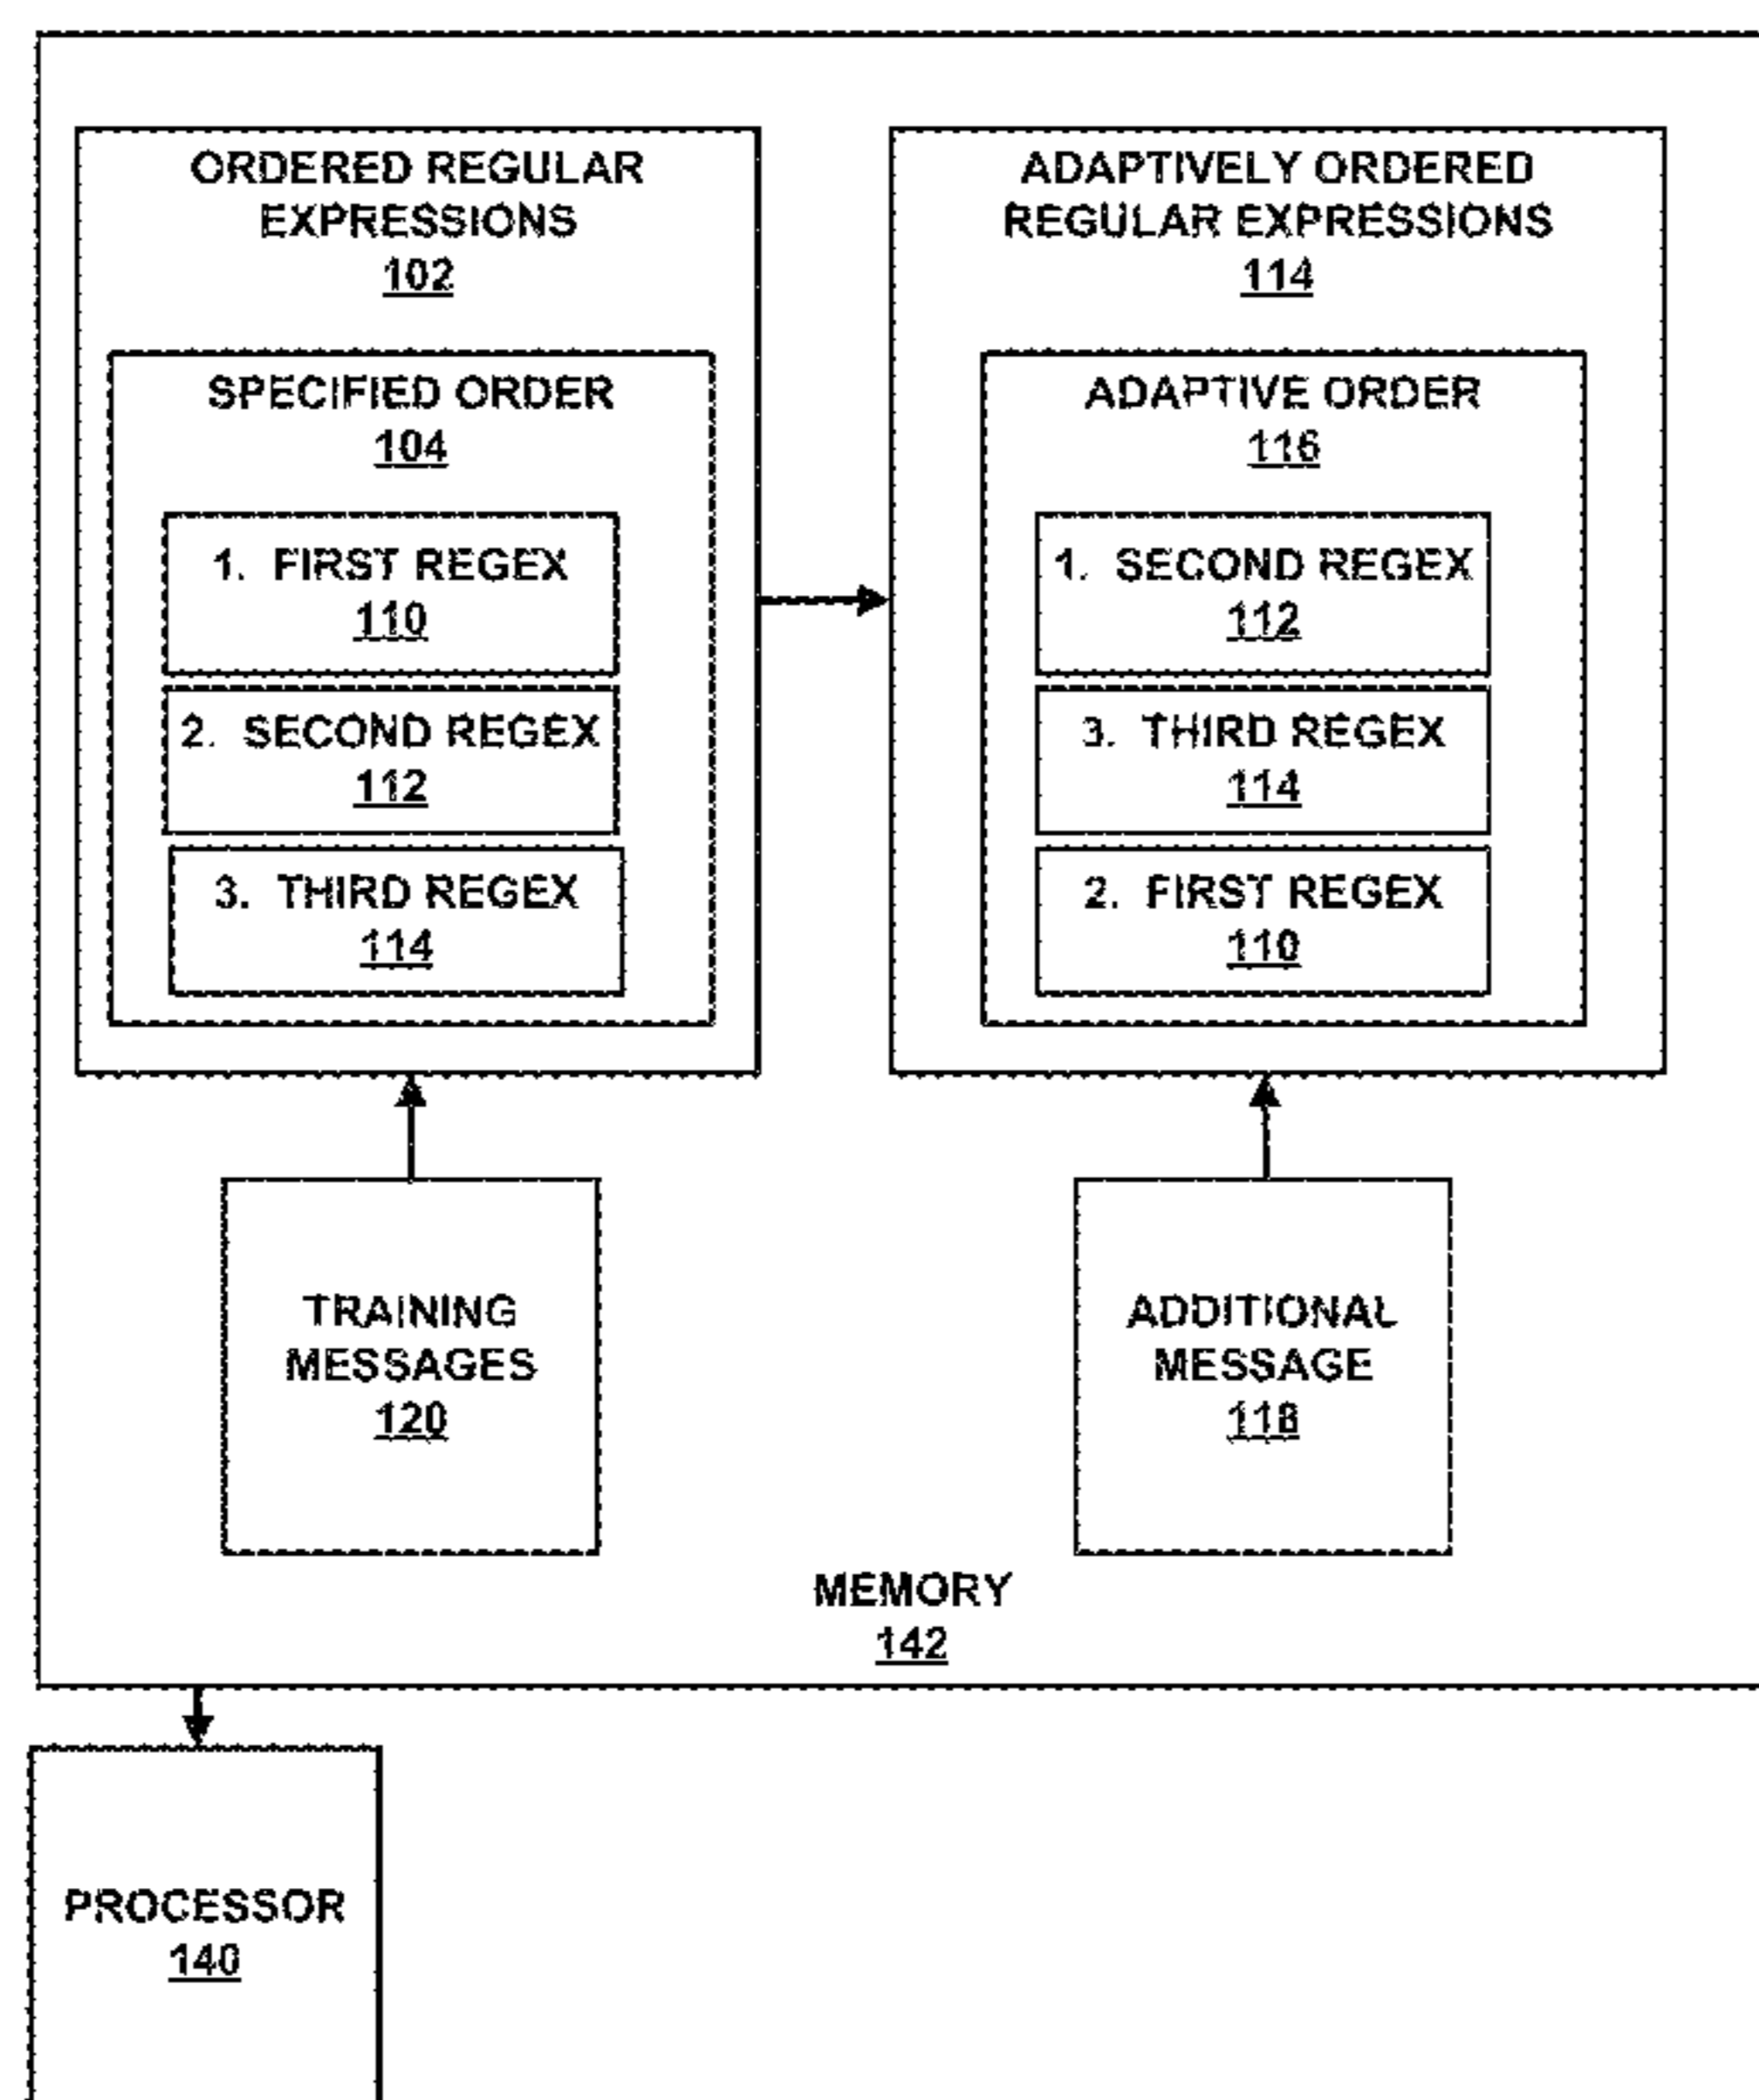 ORDERED REGULAR
EXPRESSIONS
102
SPECIFIED ORDER
104
1. FIRST REGEX
110
2. SECOND REGEX
112
3. THIRD REGEX
114
ADAPTIVELY ORDERED
REGULAR EXPRESSIONS
114
ADAPTIVE ORDER
116
1. SECOND REGEX
112
3. THIRD REGEX
114
2. FIRST REGEX
110
TRAINING
MESSAGES
120
ADDITIONAL
MESSAGE
118
MEMORY
142
PROCESSOR
140